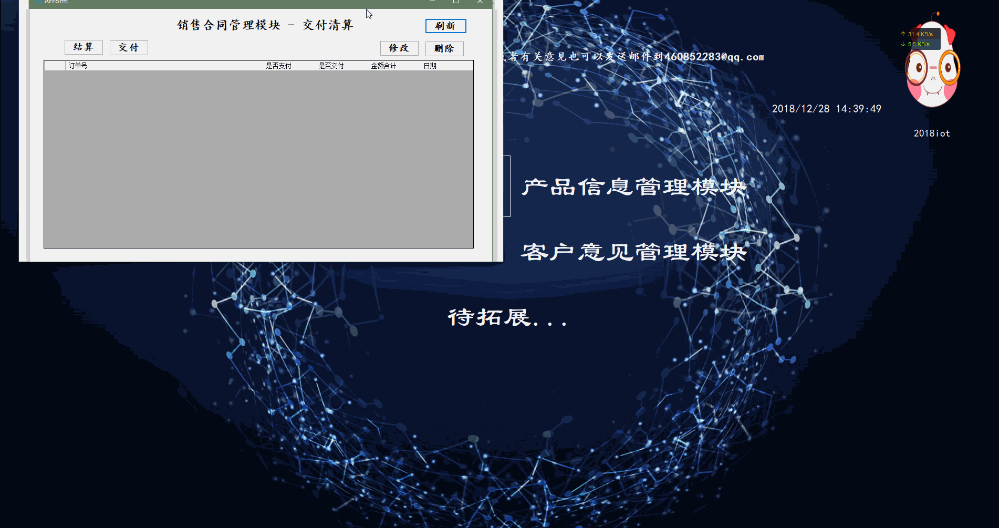 AFForm
销售合同管理模块 - 交付清算
刷新
结算 交付 修改 删除
订单号 是否支付 是否交付 金额合计 日期
者有关意见也可以发送邮件到460852283@qq.com
↑ 31.4 KB/s
↓ 5.5 KB/s
2018/12/28 14:39:49
2018iot
产品信息管理模块
客户意见管理模块
待拓展...